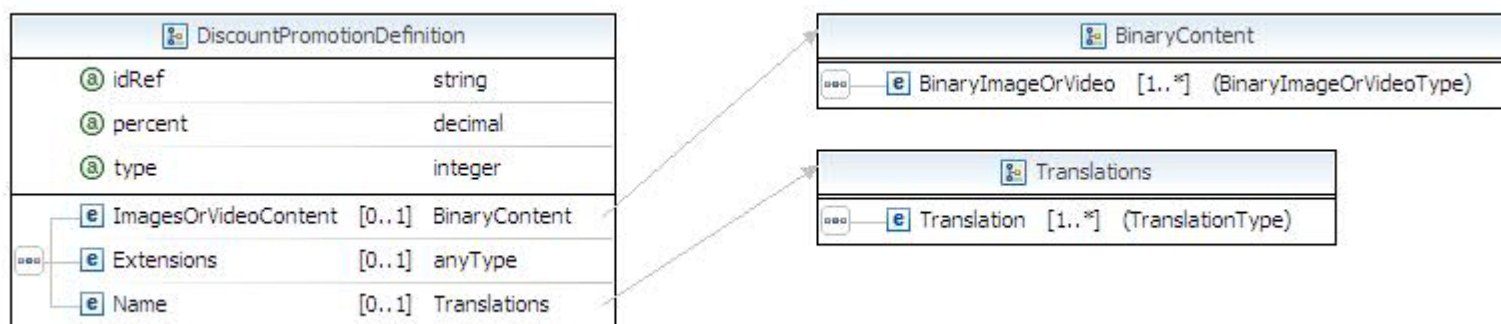 DiscountPromotionDefinition
a idRef string
a percent decimal
a type integer
e ImagesOrVideoContent [0..1] BinaryContent
e Extensions [0..1] anyType
e Name [0..1] Translations
BinaryContent
e BinaryImageOrVideo [1..*] (BinaryImageOrVideoType)
Translations
e Translation [1..*] (TranslationType)